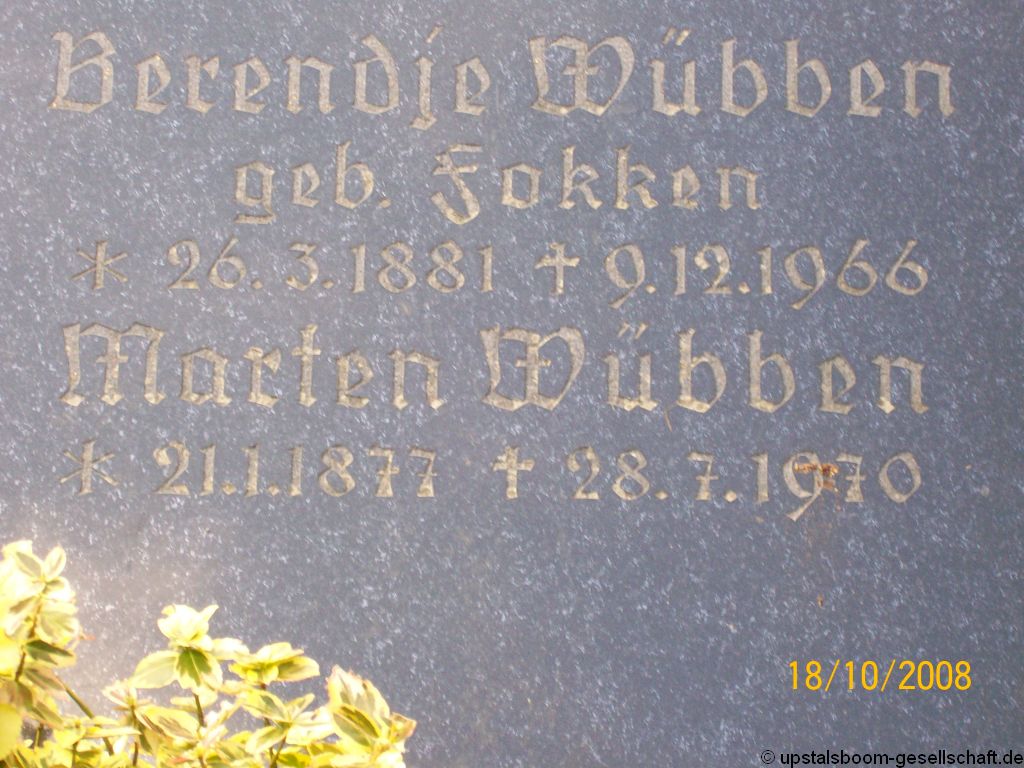 Berendje Wübben
geb. Fokken
* 26.3.1881 † 9.12.1966
Marten Wübben
* 21.1.1877 † 28.7.1970
18/10/2008
© upstalsboom-gesellschaft.de